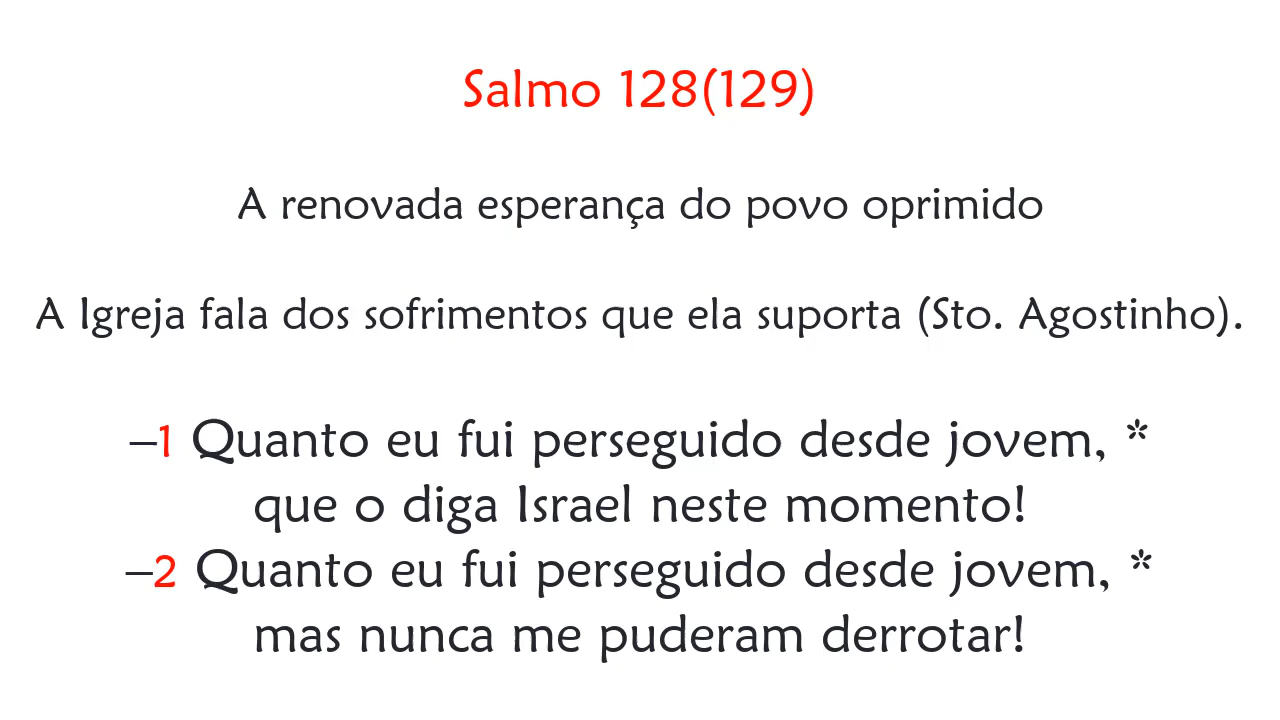 Salmo 128(129)
A renovada esperança do povo oprimido
A Igreja fala dos sofrimentos que ela suporta (Sto. Agostinho).
–1 Quanto eu fui perseguido desde jovem, *
que o diga Israel neste momento!
–2 Quanto eu fui perseguido desde jovem, *
mas nunca me puderam derrotar!